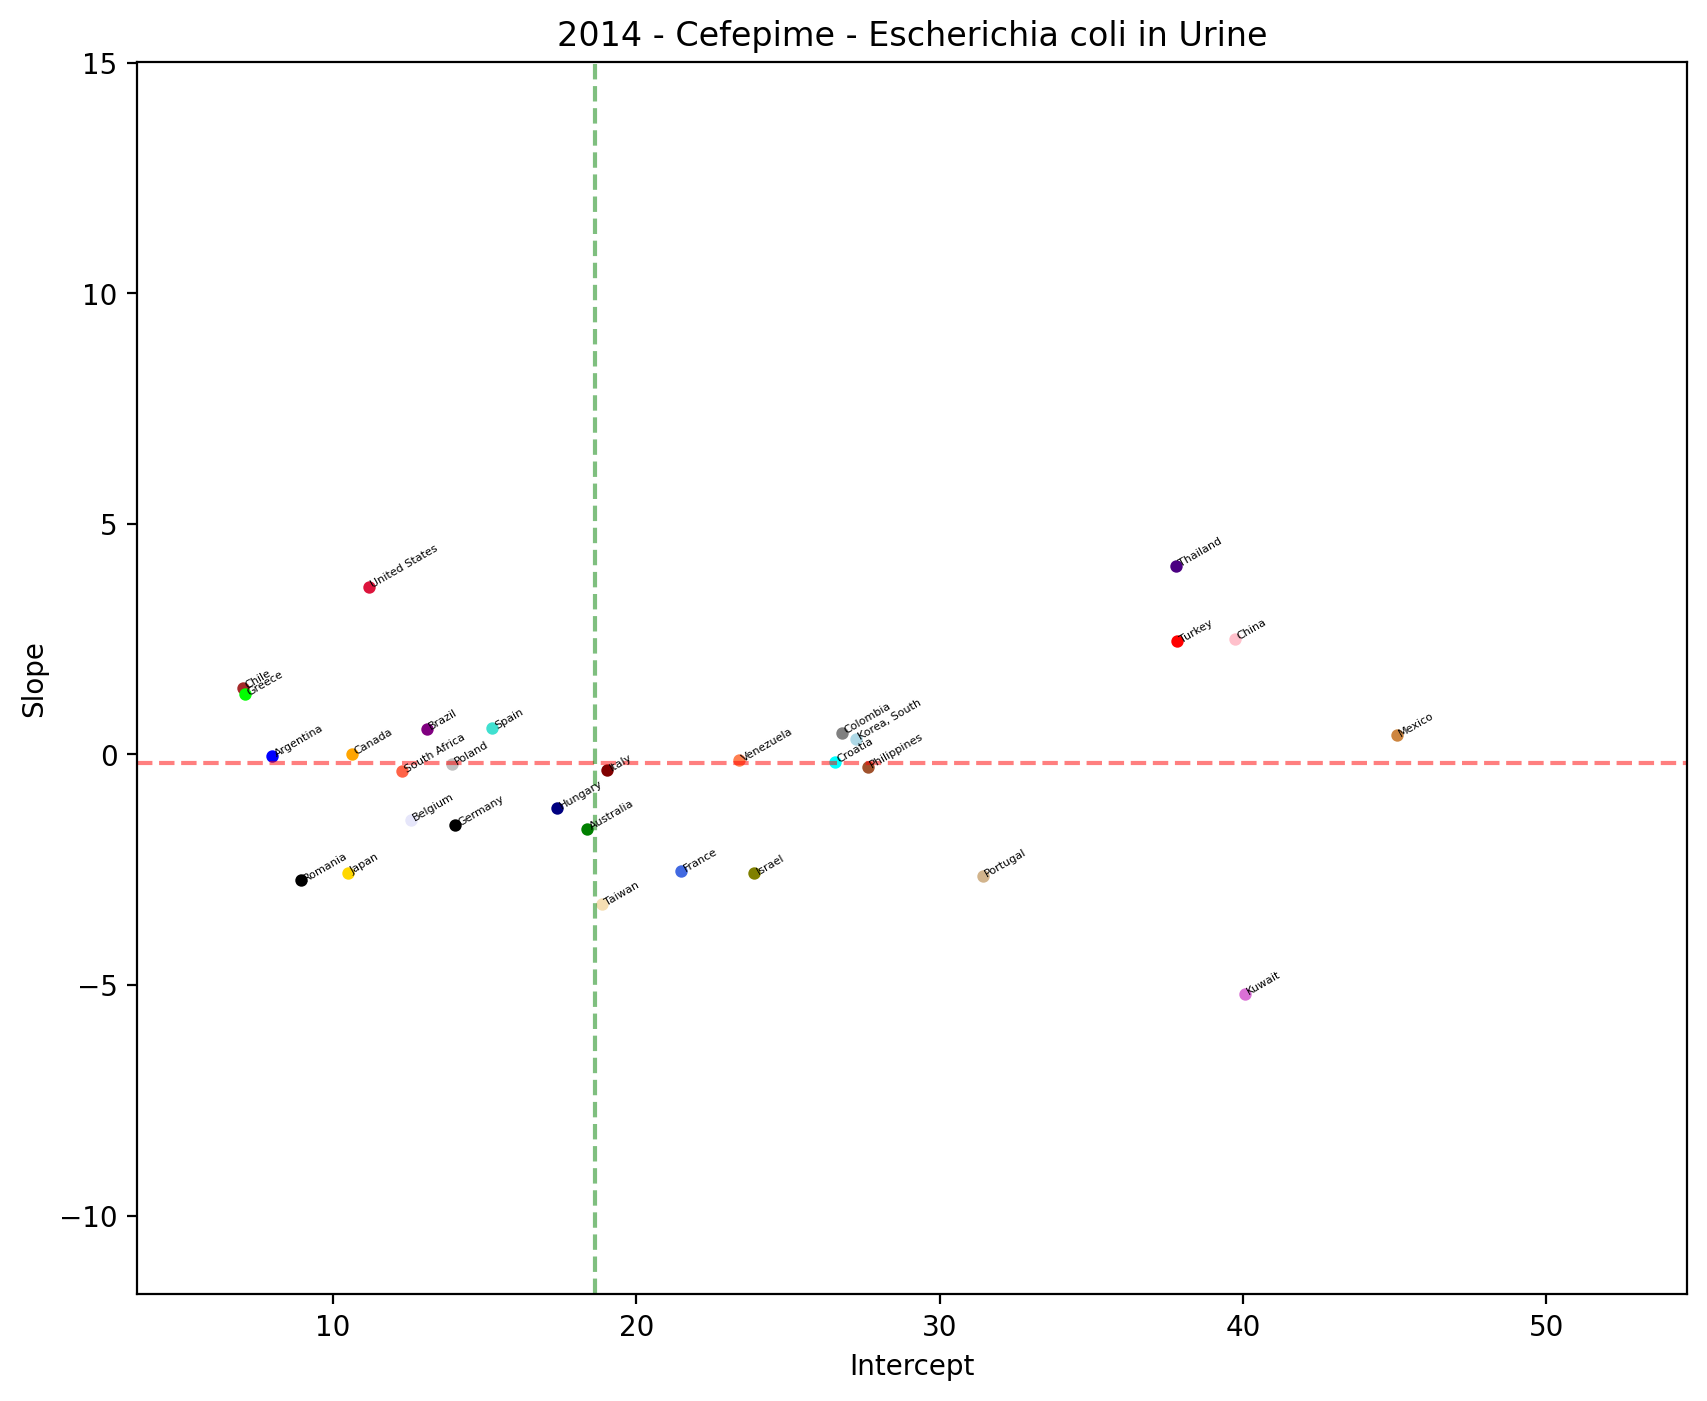 2014 - Cefepime - Escherichia coli in Urine
15
10
5
0
−5
−10
Slope
Thailand
United States
Turkey
China
Chile
Greece
Colombia
Korea, South
Brazil
Spain
Mexico
Argentina
Canada
South Africa
Poland
Italy
Venezuela
Croatia
Philippines
Belgium
Germany
Hungary
Australia
Romania
Japan
France
Israel
Portugal
Taiwan
Kuwait
10
20
30
40
50
Intercept